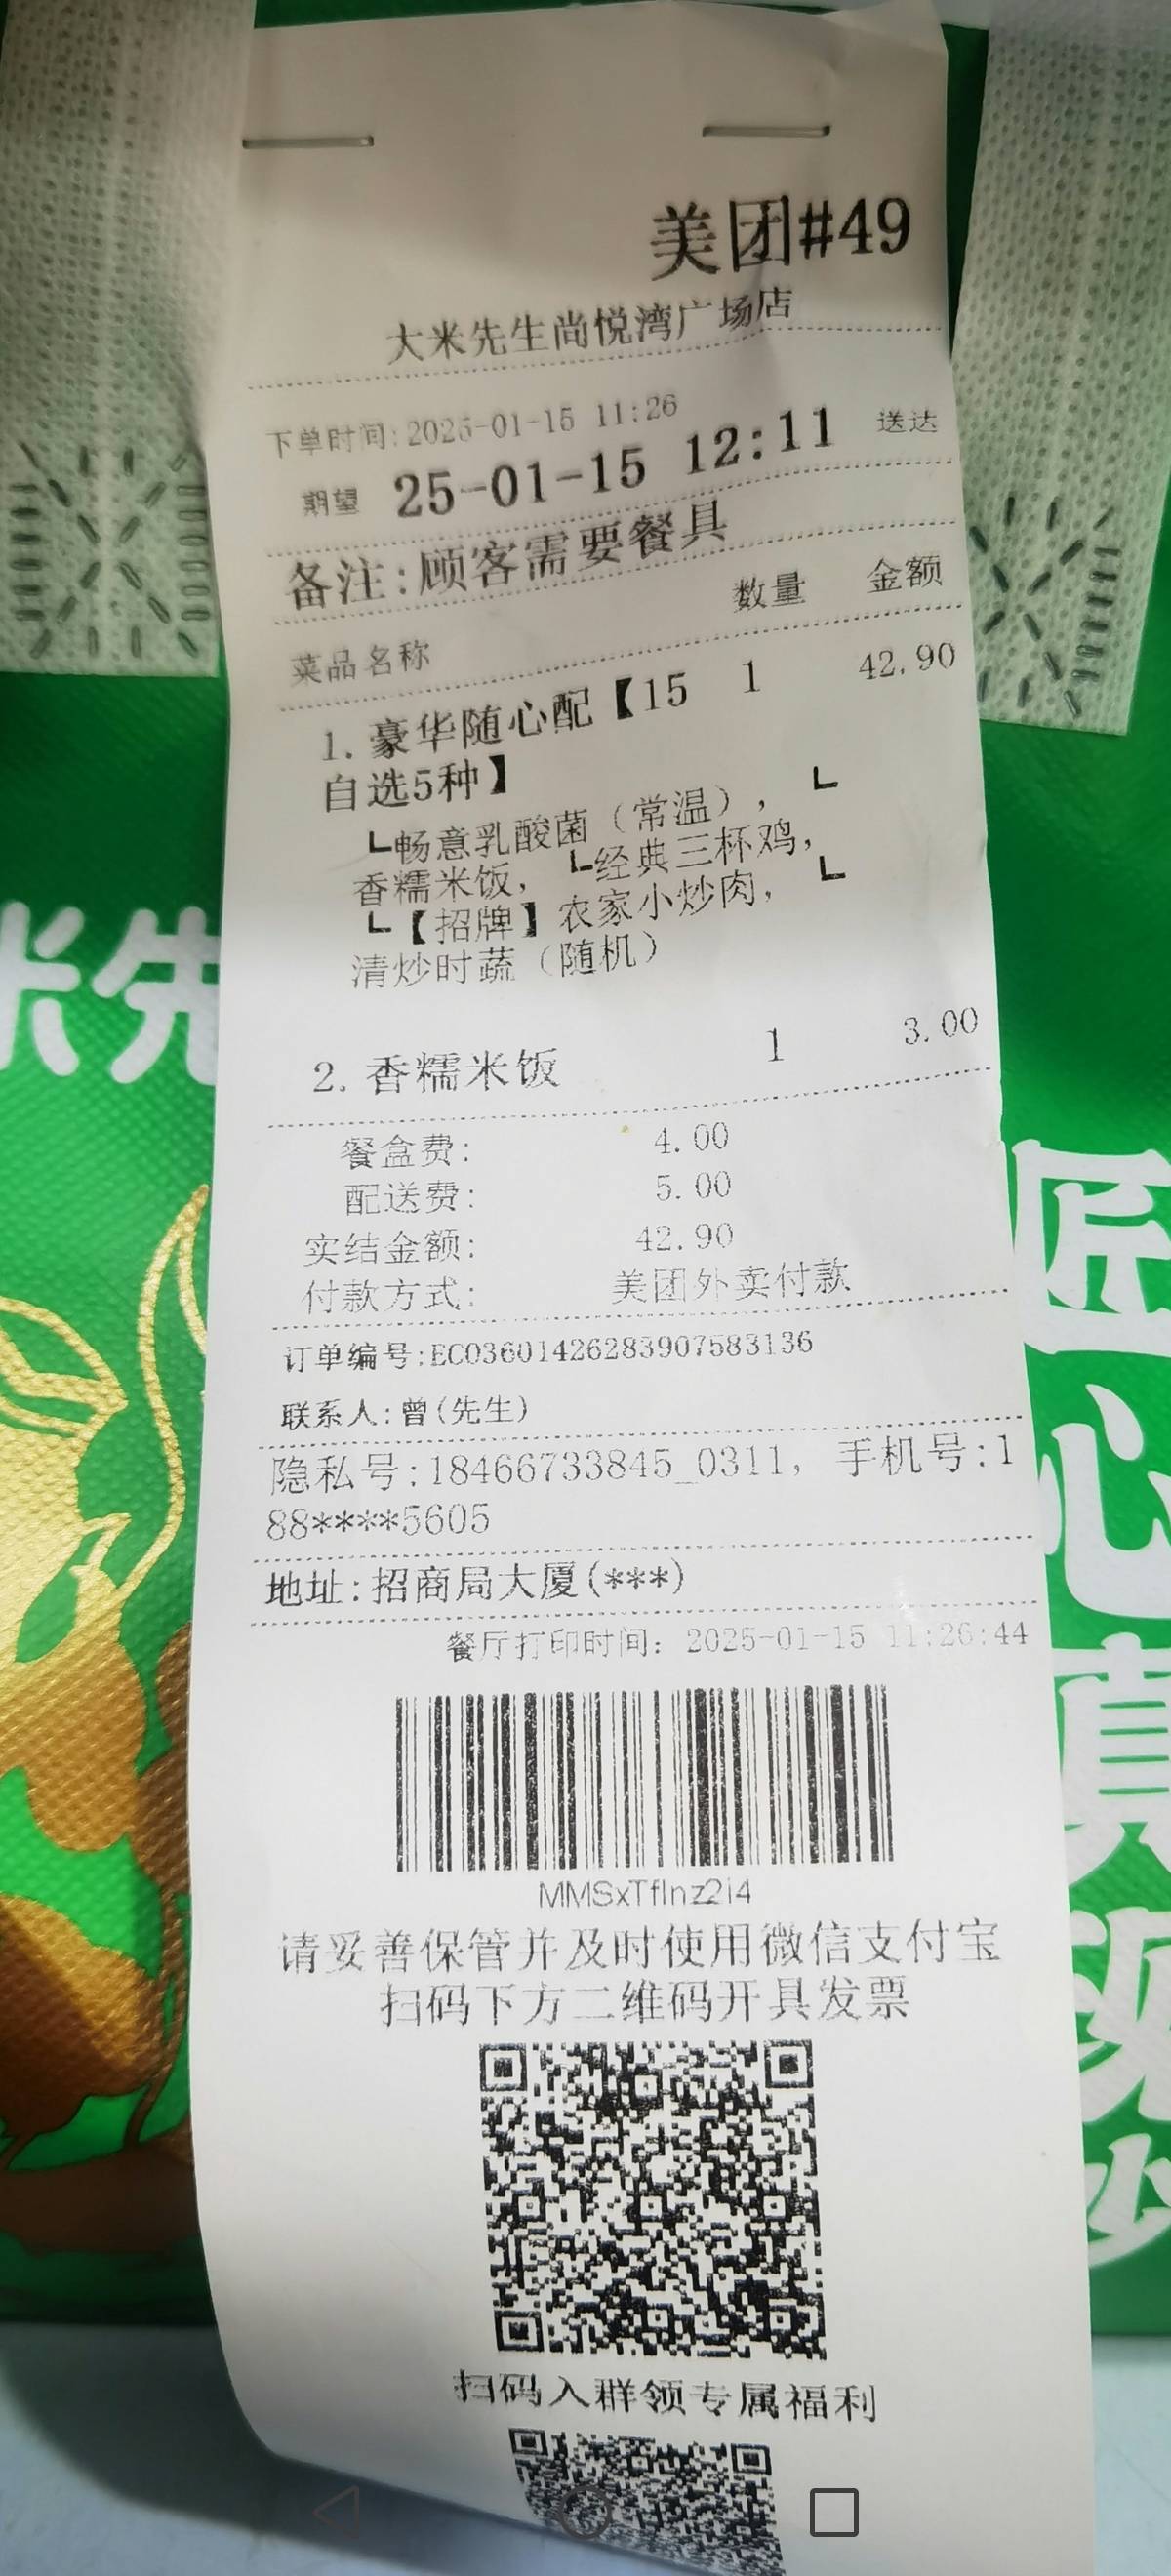 美团#49
大米先生尚悦湾广场店
下单时间:2025-01-15 11:26
期望 25-01-15 12:11 送达
备注:顾客需要餐具
菜品名称 数量 金额
1. 豪华随心配【15 1 42.90
自选5种】
┗畅意乳酸菌（常温）， ┗
香糯米饭， ┗经典三杯鸡，
┗【招牌】农家小炒肉， ┗
清炒时蔬（随机）
2. 香糯米饭 1 3.00
餐盒费: 4.00
配送费: 5.00
实结金额: 42.90
付款方式: 美团外卖付款
订单编号:ECO360142628390758 3136
联系人:曾(先生)
隐私号:18466733845_0311, 手机号:1
88****5605
地址:招商局大厦(***)
餐厅打印时间: 2025-01-15 11:26:44
MMSxTfInz2i4
请妥善保管并及时使用微信支付宝
扫码下方二维码开具发票
扫码入群领专属福利
米先
匠心真